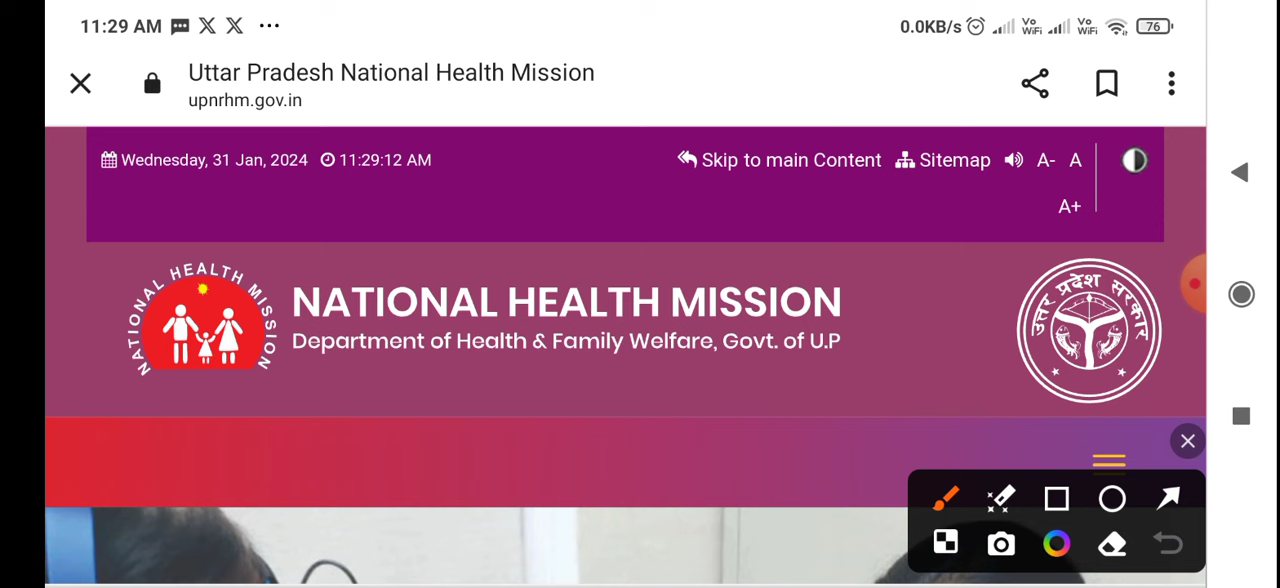 11:29 AM
0.0KB/s Vo WiFi Vo WiFi 76
Uttar Pradesh National Health Mission
upnrhm.gov.in
Wednesday, 31 Jan, 2024 11:29:12 AM
Skip to main Content Sitemap A- A
A+
NATIONAL HEALTH MISSION
NATIONAL HEALTH MISSION
Department of Health & Family Welfare, Govt. of U.P
उत्तर प्रदेश सरकार